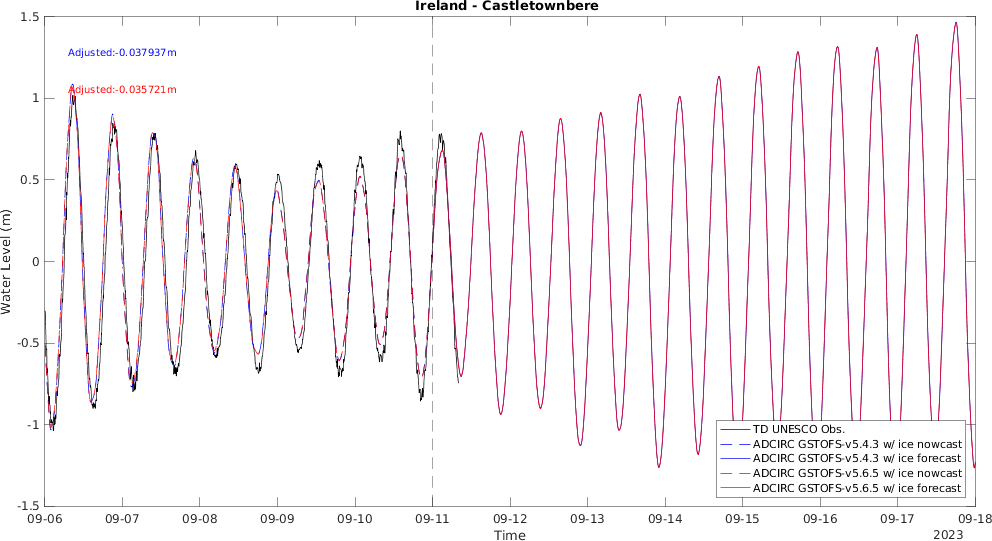 Ireland - Castletownbere
Adjusted:-0.037937m
Adjusted:-0.035721m
Water Level (m)
1.5
1
0.5
0
-0.5
-1
-1.5
TD UNESCO Obs.
ADCIRC GSTOFS-v5.4.3 w/ ice nowcast
ADCIRC GSTOFS-v5.4.3 w/ ice forecast
ADCIRC GSTOFS-v5.6.5 w/ ice nowcast
ADCIRC GSTOFS-v5.6.5 w/ ice forecast
09-06 09-07 09-08 09-09 09-10 09-11 09-12 09-13 09-14 09-15 09-16 09-17 09-18
Time
2023